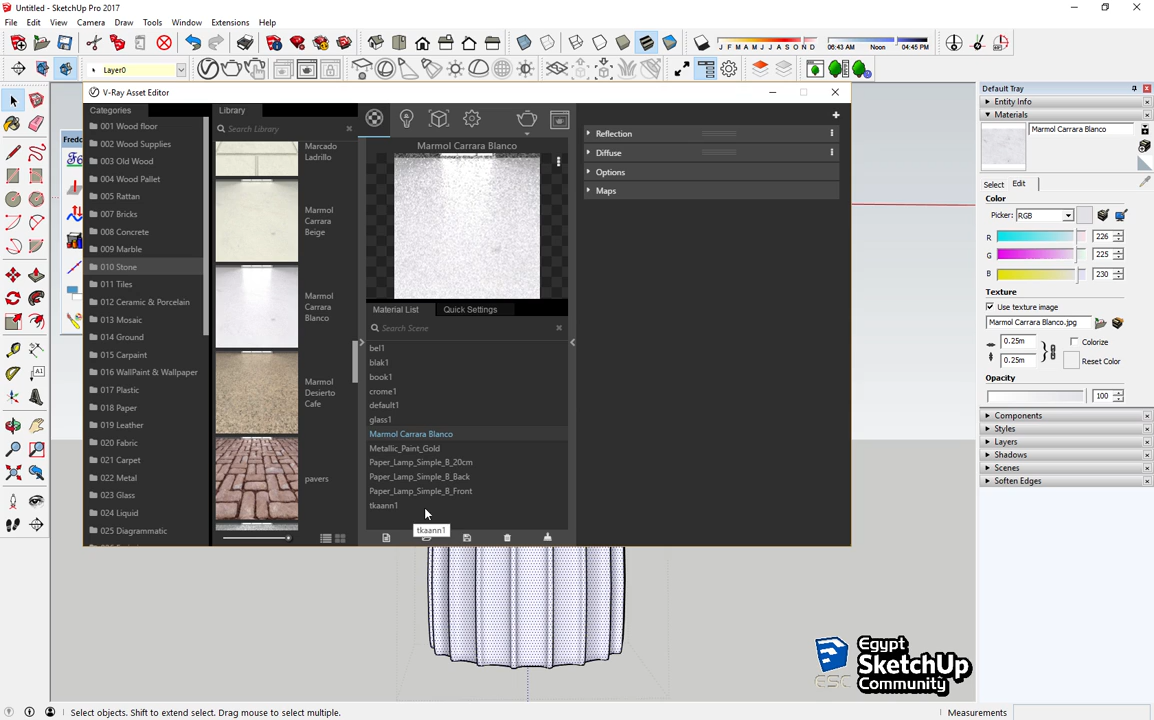 Untitled - SketchUp Pro 2017
File Edit View Camera Draw Tools Window Extensions Help
J F M A M J J A S O N D
06:43 AM Noon 04:45 PM
Layer0
V-Ray Asset Editor
Default Tray
Entity Info
Materials
Marmol Carrara Blanco
Select Edit
Color
Picker: RGB
R 226
G 225
B 230
Texture
Use texture image
Marmol Carrara Blanco.jpg
0.25m
0.25m
Colorize
Reset Color
Opacity
100
Components
Styles
Layers
Shadows
Scenes
Soft Edges
Categories
001 Wood floor
002 Wood Supplies
003 Old Wood
004 Wood Pallet
005 Rattan
007 Bricks
008 Concrete
009 Marble
010 Stone
011 Tiles
012 Ceramic & Porcelain
013 Mosaic
014 Ground
015 Carpaint
016 WallPaint & Wallpaper
017 Plastic
018 Paper
019 Leather
020 Fabric
021 Carpet
022 Metal
023 Glass
024 Liquid
025 Diagrammatic
Library
Search Library
Marcado
Ladrillo
Marmol
Carrara
Beige
Marmol
Carrara
Blanco
Marmol
Desierto
Cafe
pavers
Marmol Carrara Blanco
Material List Quick Settings
Search Scene
bel1
blak1
book1
crome1
default1
glass1
Marmol Carrara Blanco
Metallic_Paint_Gold
Paper_Lamp_Simple_B_20cm
Paper_Lamp_Simple_B_Back
Paper_Lamp_Simple_B_Front
tkaann1
tkaann1
Reflection
Diffuse
Options
Maps
Egypt
SketchUp
Community
ESC
Select objects. Shift to extend select. Drag mouse to select multiple.
Measurements